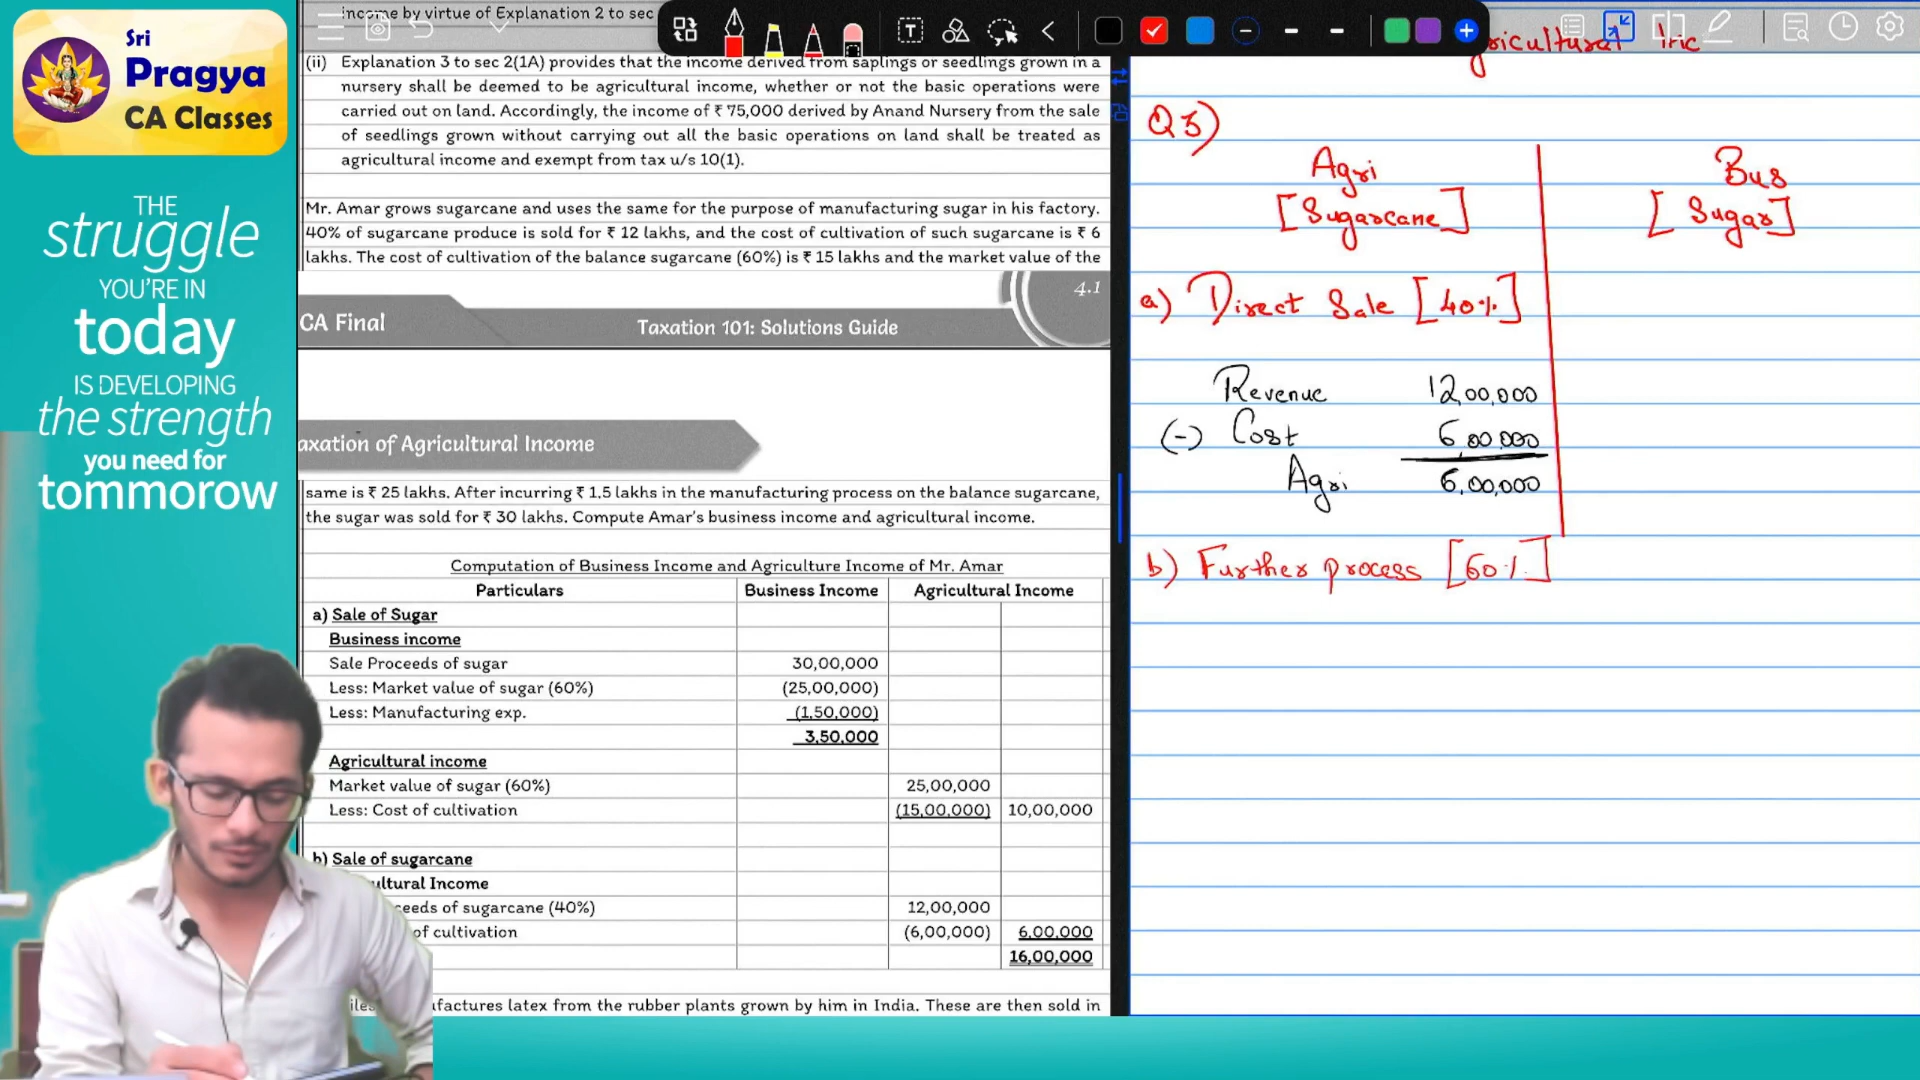 Sri
Pragya
CA Classes
THE
struggle
YOU'RE IN
today
IS DEVELOPING
the strength
you need for
tommorow
income by virtue of Explanation 2 to sec
(ii) Explanation 3 to sec 2(1A) provides that the income derived from saplings or seedlings grown in a
nursery shall be deemed to be agricultural income, whether or not the basic operations were
carried out on land. Accordingly, the income of ₹ 75,000 derived by Anand Nursery from the sale
of seedlings grown without carrying out all the basic operations on land shall be treated as
agricultural income and exempt from tax u/s 10(1).
Mr. Amar grows sugarcane and uses the same for the purpose of manufacturing sugar in his factory.
40% of sugarcane produce is sold for ₹ 12 lakhs, and the cost of cultivation of such sugarcane is ₹ 6
lakhs. The cost of cultivation of the balance sugarcane (60%) is ₹ 15 lakhs and the market value of the
4.1
CA Final
Taxation 101: Solutions Guide
axation of Agricultural Income
same is ₹ 25 lakhs. After incurring ₹ 1.5 lakhs in the manufacturing process on the balance sugarcane,
the sugar was sold for ₹ 30 lakhs. Compute Amar's business income and agricultural income.
Computation of Business Income and Agriculture Income of Mr. Amar
Particulars Business Income Agricultural Income
a) Sale of Sugar
Business income
Sale Proceeds of sugar 30,00,000
Less: Market value of sugar (60%) (25,00,000)
Less: Manufacturing exp. (1,50,000)
3,50,000
Agricultural income
Market value of sugar (60%) 25,00,000
Less: Cost of cultivation (15,00,000) 10,00,000
b) Sale of sugarcane
ultural Income
ceeds of sugarcane (40%) 12,00,000
of cultivation (6,00,000) 6,00,000
16,00,000
ufactures latex from the rubber plants grown by him in India. These are then sold in
T
ricultural Inc
Q3)
Agri
[Sugarcane]
Bus
[Sugar]
a) Direct Sale [40%]
Revenue 12,00,000
(-) Cost 6,00,000
Agri 6,00,000
b) Further process [60%]